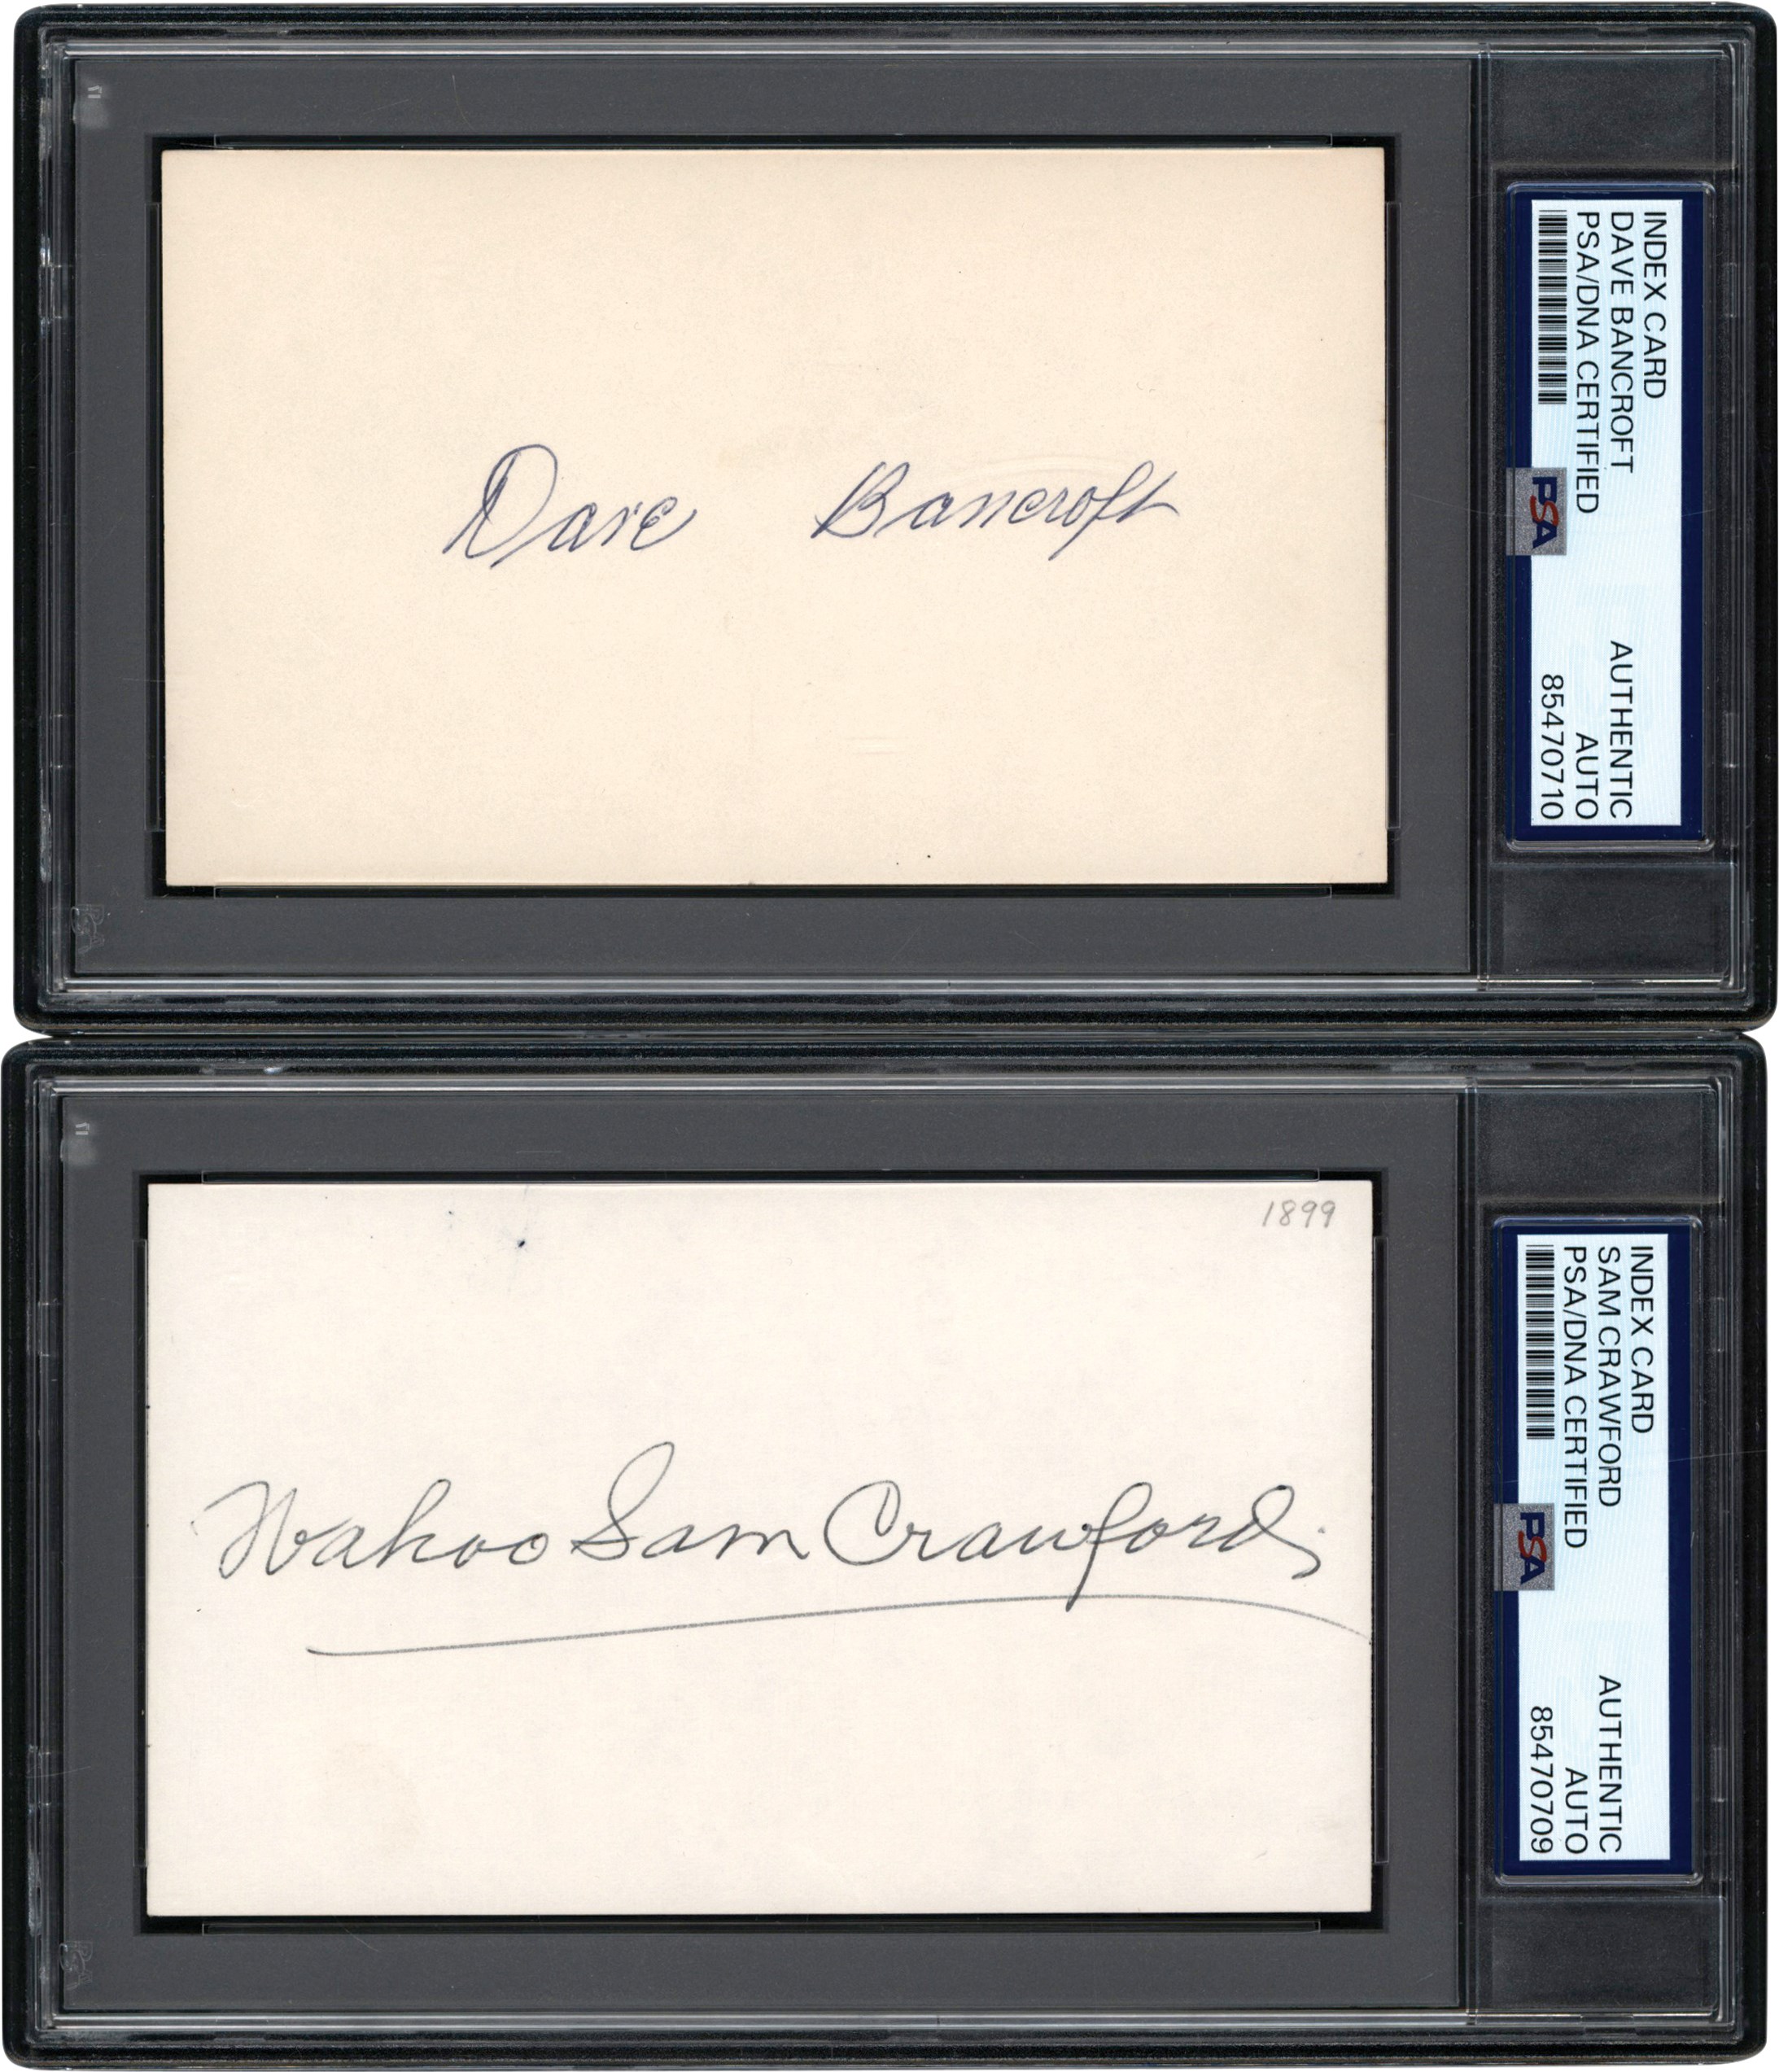 Dave Bancroft
INDEX CARD
DAVE BANCROFT
PSA/DNA CERTIFIED
PSA
AUTHENTIC
AUTO
85470710
1899
Wahoo Sam Crawford.
INDEX CARD
SAM CRAWFORD
PSA/DNA CERTIFIED
PSA
AUTHENTIC
AUTO
85470709